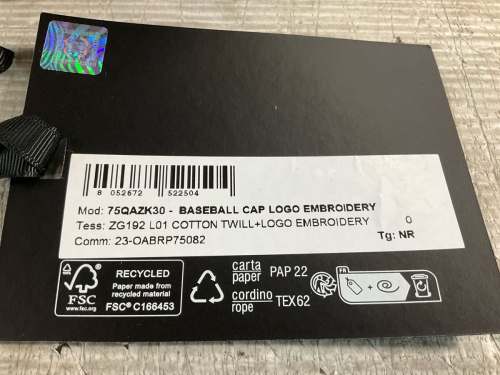 8 052672 522504
Mod: 75QAZK30 - BASEBALL CAP LOGO EMBROIDERY
Tess: ZG192 L01 COTTON TWILL+LOGO EMBROIDERY 0
Comm: 23-OABRP75082 Tg: NR
FSC
www.fsc.org
RECYCLED
Paper made from
recycled material
FSC® C166453
carta
paper PAP 22
cordino
rope TEX62
FR
+